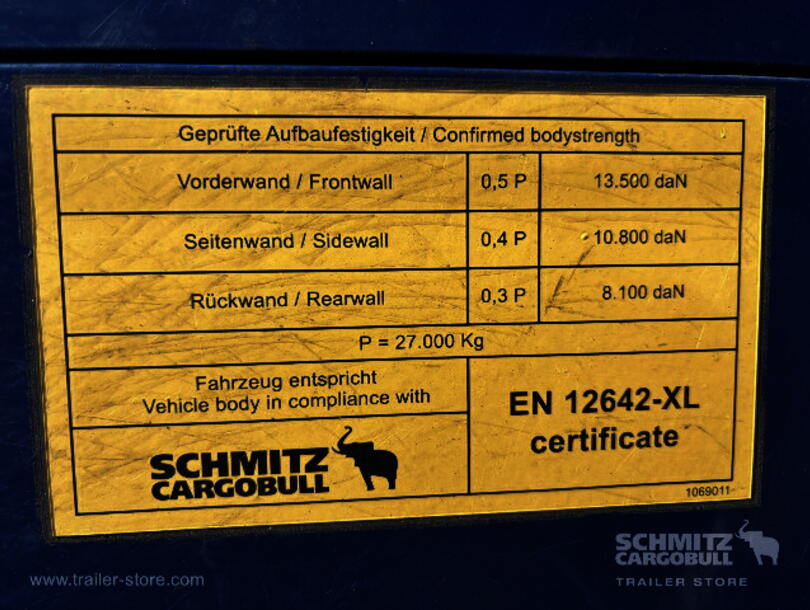 Geprüfte Aufbaufestigkeit / Confirmed bodystrength
Vorderwand / Frontwall 0,5 P 13.500 daN
Seitenwand / Sidewall 0,4 P 10.800 daN
Rückwand / Rearwall 0,3 P 8.100 daN
P = 27.000 Kg
Fahrzeug entspricht
Vehicle body in compliance with
EN 12642-XL
certificate
SCHMITZ
CARGOBULL
1069011
SCHMITZ
CARGOBULL
TRAILER STORE
www.trailer-store.com